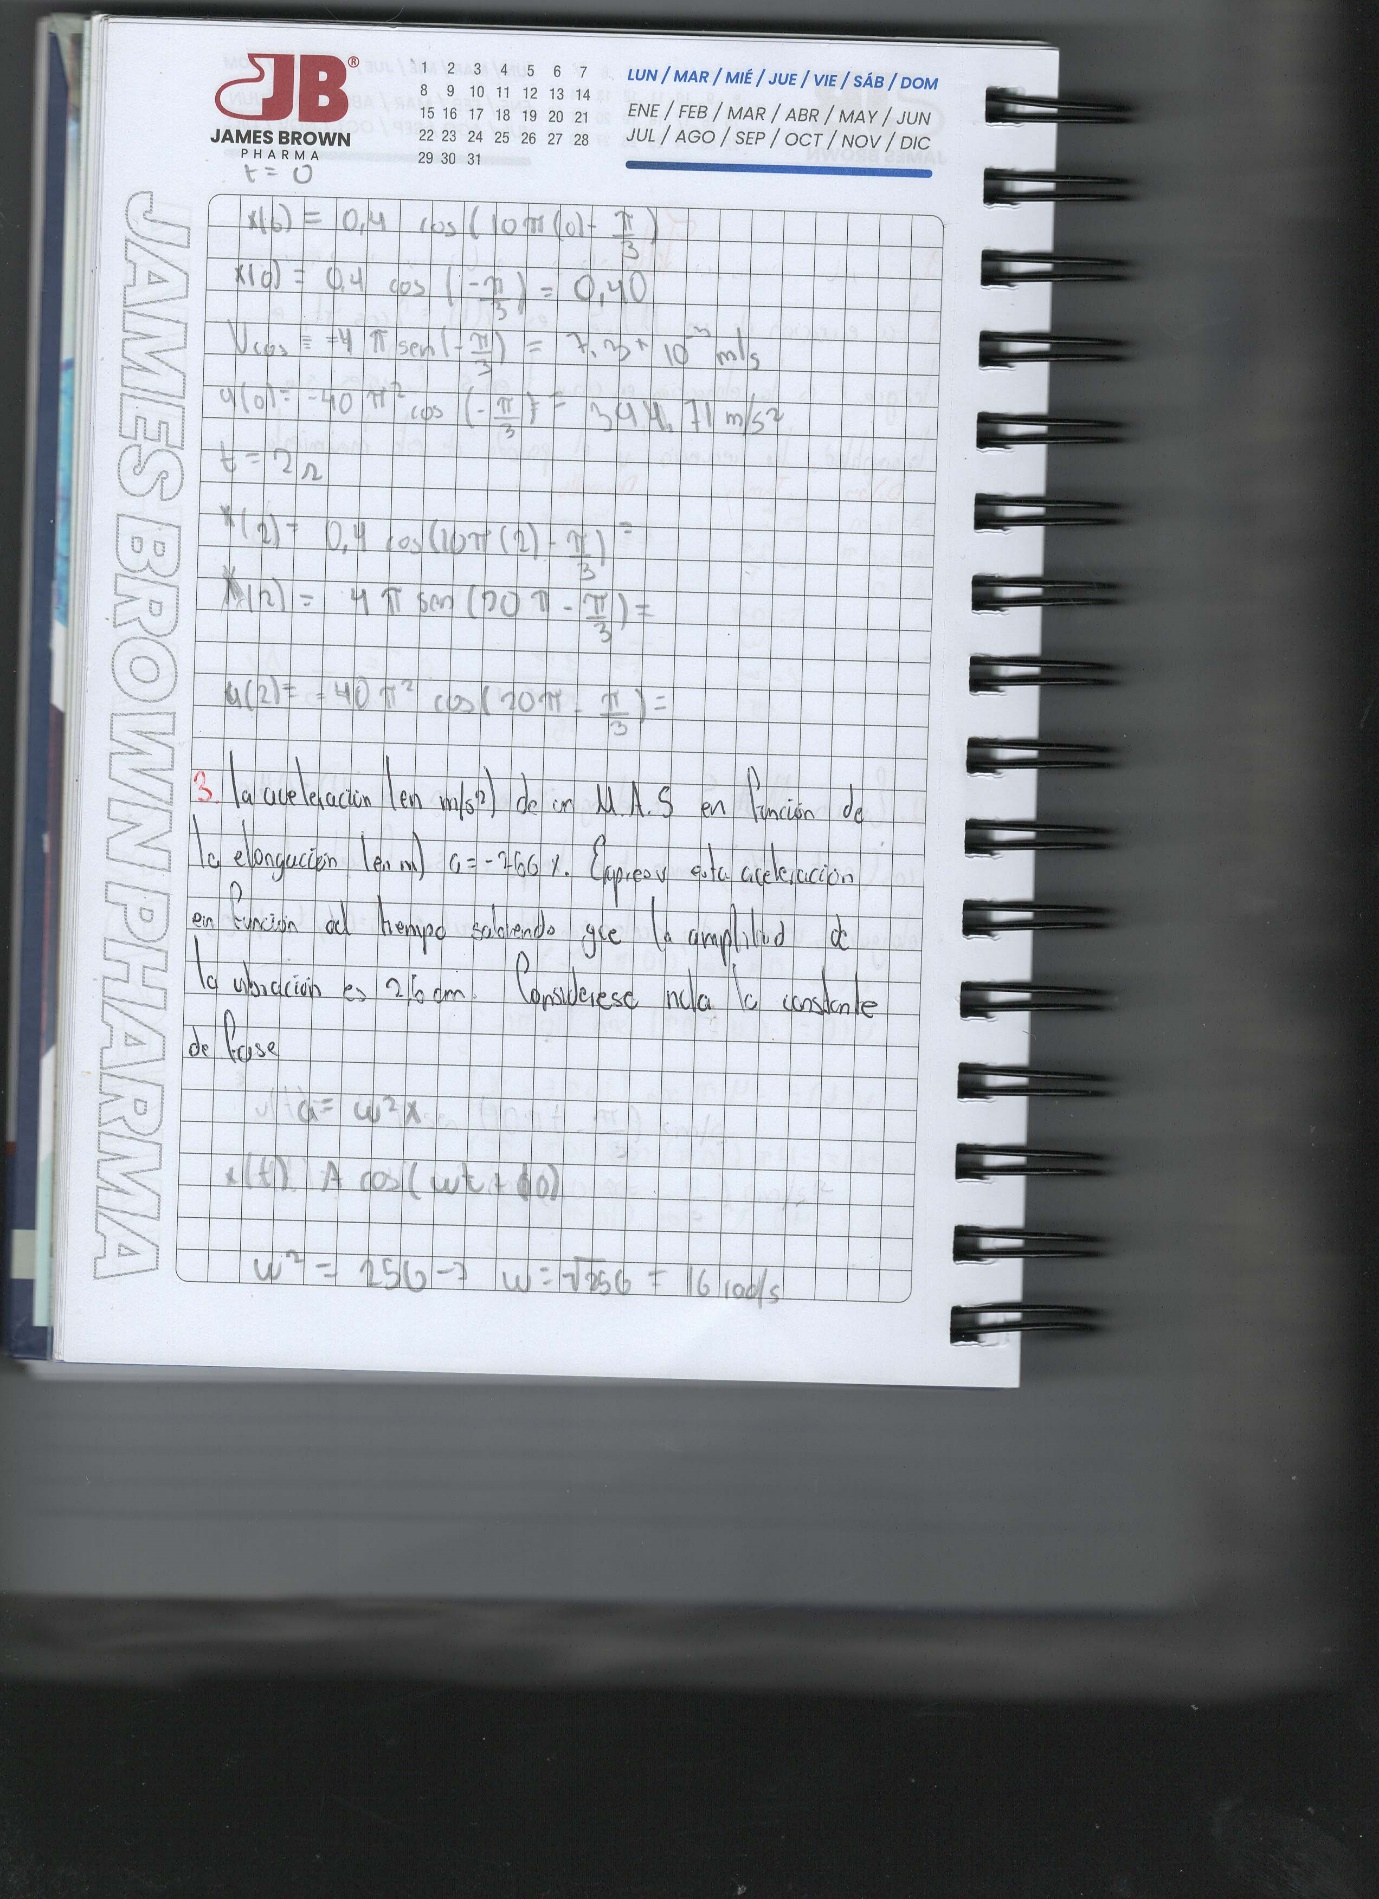 JB®
JAMES BROWN
PHARMA
1 2 3 4 5 6 7
8 9 10 11 12 13 14
15 16 17 18 19 20 21
22 23 24 25 26 27 28
29 30 31
LUN / MAR / MIÉ / JUE / VIE / SÁB / DOM
ENE / FEB / MAR / ABR / MAY / JUN
JUL / AGO / SEP / OCT / NOV / DIC
JAMES BROWN PHARMA
t = 0
x(0) = 0,4 cos(10π(0) - π/3)
x(0) = 0,4 cos(-π/3) = 0,40
= -4π sen(-π/3) = 7.3 * 10⁻³ m/s
a(0) = -40π² cos(-π/3) = 394,71 m/s²
t = 2s
x(2) = 0,4 cos(10π(2) - π/3) =
(2) = 4π sen(20π - π/3) =
a(2) = -40π² cos(20π - π/3) =
3. la aceleración (en m/s²) de un M.A.S en función de
la elongación (en m) a = -256 x. Expresar esta aceleración
en función del tiempo sabiendo que la amplitud de
la vibración es 2,5 cm. Considerese nula la constante
de fase
a = w²x
x(t) A cos(wt + φ0)
w² = 256 → w = √256 = 16 rad/s